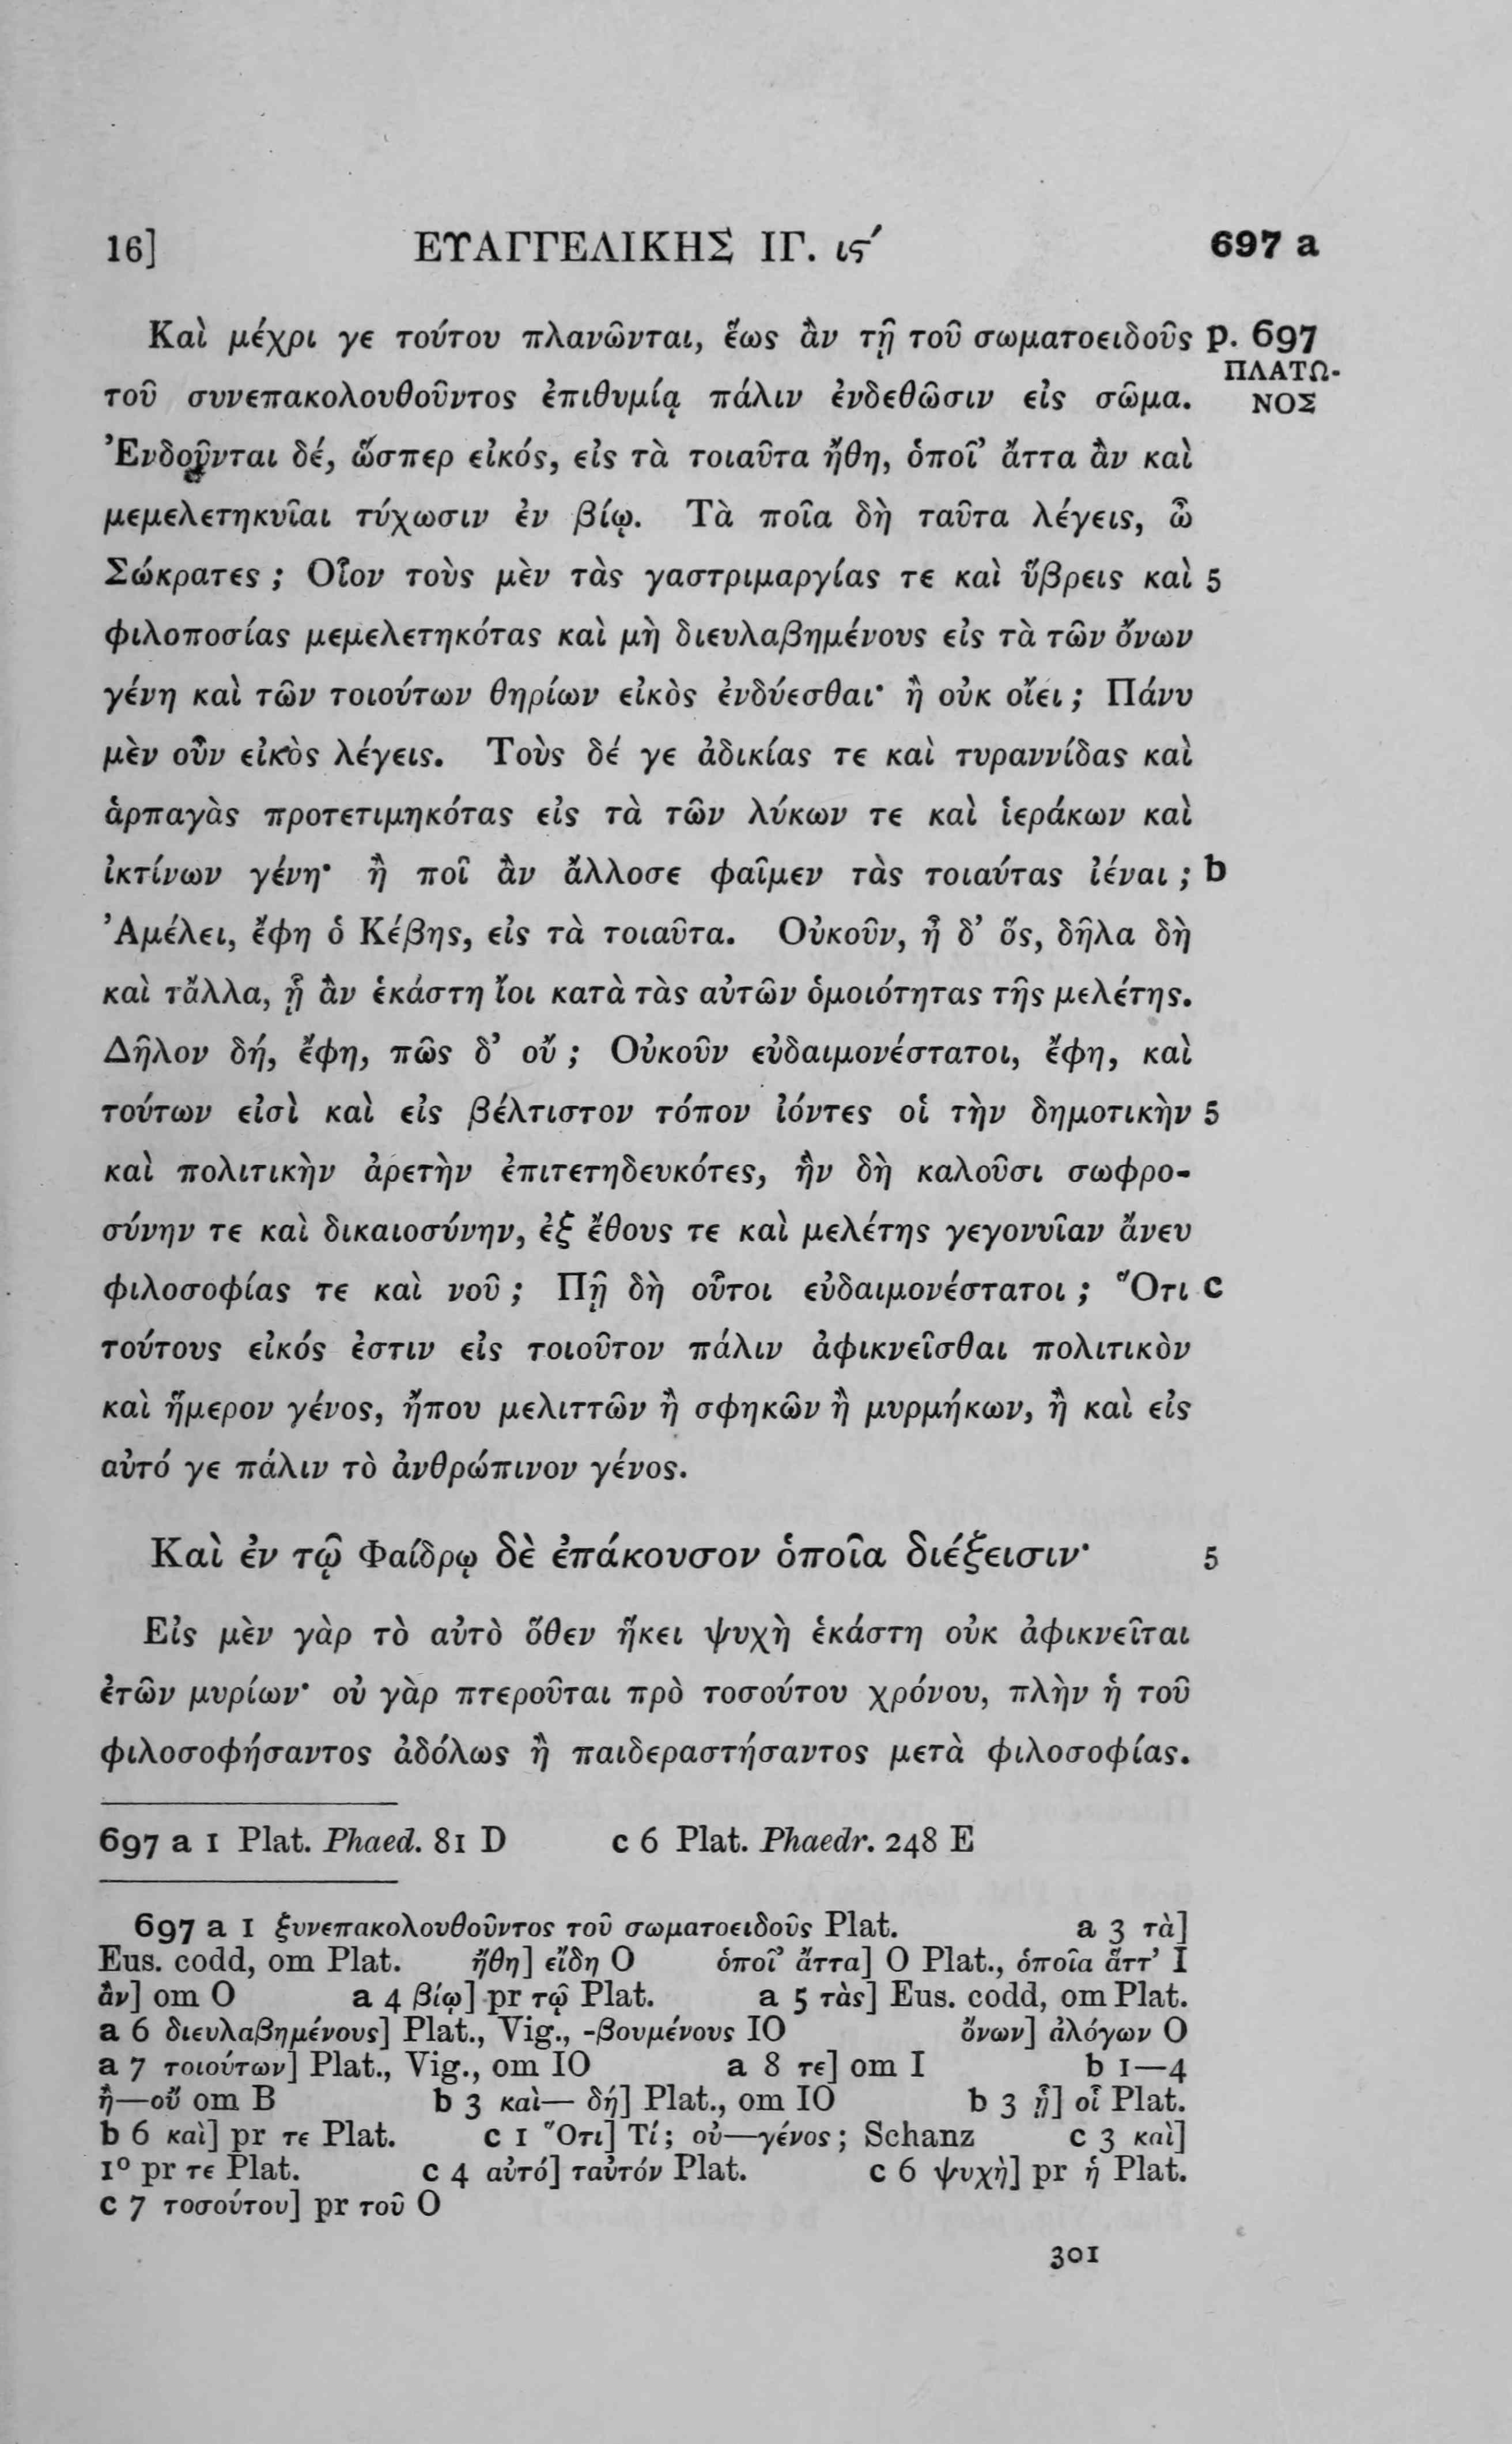 16] ΕΥΑΓΓΕΛΙΚΗΣ ΙΓ. ις´ 697 a
Καὶ μέχρι γε τούτου πλανῶνται, ἕως ἂν τῇ τοῦ σωματοειδοῦς p. 697
ΠΛΑΤΩ-
τοῦ συνεπακολουθοῦντος ἐπιθυμίᾳ πάλιν ἐνδεθῶσιν εἰς σῶμα. ΝΟΣ
Ἐνδοῦνται δέ, ὥσπερ εἰκός, εἰς τὰ τοιαῦτα ἤθη, ὁποῖ’ ἄττα ἂν καὶ
μεμελετηκυῖαι τύχωσιν ἐν βίῳ. Τὰ ποῖα δὴ ταῦτα λέγεις, ὦ
Σώκρατες ; Οἷον τοὺς μὲν τὰς γαστριμαργίας τε καὶ ὕβρεις καὶ 5
φιλοποσίας μεμελετηκότας καὶ μὴ διευλαβημένους εἰς τὰ τῶν ὄνων
γένη καὶ τῶν τοιούτων θηρίων εἰκὸς ἐνδύεσθαι· ἢ οὐκ οἴει ; Πάνυ
μὲν οὖν εἰκὸς λέγεις. Τοὺς δέ γε ἀδικίας τε καὶ τυραννίδας καὶ
ἁρπαγὰς προτετιμηκότας εἰς τὰ τῶν λύκων τε καὶ ἱεράκων καὶ
ἰκτίνων γένη· ἢ ποῖ ἂν ἄλλοσε φαῖμεν τὰς τοιαύτας ἰέναι ; b
Ἀμέλει, ἔφη ὁ Κέβης, εἰς τὰ τοιαῦτα. Οὐκοῦν, ἦ δ’ ὅς, δῆλα δὴ
καὶ τἄλλα, ᾗ ἂν ἑκάστη ἴοι κατὰ τὰς αὐτῶν ὁμοιότητας τῆς μελέτης.
Δῆλον δή, ἔφη, πῶς δ’ οὔ ; Οὐκοῦν εὐδαιμονέστατοι, ἔφη, καὶ
τούτων εἰσὶ καὶ εἰς βέλτιστον τόπον ἰόντες οἱ τὴν δημοτικὴν 5
καὶ πολιτικὴν ἀρετὴν ἐπιτετηδευκότες, ἣν δὴ καλοῦσι σωφρο-
σύνην τε καὶ δικαιοσύνην, ἐξ ἔθους τε καὶ μελέτης γεγονυῖαν ἄνευ
φιλοσοφίας τε καὶ νοῦ ; Πῇ δὴ οὗτοι εὐδαιμονέστατοι ; Ὅτι c
τούτους εἰκός ἐστιν εἰς τοιοῦτον πάλιν ἀφικνεῖσθαι πολιτικὸν
καὶ ἥμερον γένος, ἤπου μελιττῶν ἢ σφηκῶν ἢ μυρμήκων, ἢ καὶ εἰς
αὐτό γε πάλιν τὸ ἀνθρώπινον γένος.
Καὶ ἐν τῷ Φαίδρῳ δὲ ἐπάκουσον ὁποῖα διέξεισιν· 5
Εἰς μὲν γὰρ τὸ αὐτὸ ὅθεν ἥκει ψυχὴ ἑκάστη οὐκ ἀφικνεῖται
ἐτῶν μυρίων· οὐ γὰρ πτεροῦται πρὸ τοσούτου χρόνου, πλὴν ἡ τοῦ
φιλοσοφήσαντος ἀδόλως ἢ παιδεραστήσαντος μετὰ φιλοσοφίας.
697 a 1 Plat. Phaed. 81 D c 6 Plat. Phaedr. 248 E
697 a 1 ξυνεπακολουθοῦντος τοῦ σωματοειδοῦς Plat. a 3 τὰ]
Eus. codd, om Plat. ἤθη] εἴδη O ὁποῖ’ ἄττα] O Plat., ὁποῖα ἅττ’ I
ἂν] om O a 4 βίῳ] pr τῷ Plat. a 5 τὰς] Eus. codd, om Plat.
a 6 διευλαβημένους] Plat., Vig., -βουμένους IO ὄνων] ἀλόγων O
a 7 τοιούτων] Plat., Vig., om IO a 8 τε] om I b 1—4
ἢ—οὔ om B b 3 καὶ— δή] Plat., om IO b 3 ᾗ] οἷ Plat.
b 6 καὶ] pr τε Plat. c 1 Ὅτι] Τί; οὐ—γένος; Schanz c 3 καὶ]
1º pr τε Plat. c 4 αὐτό] ταὐτόν Plat. c 6 ψυχὴ] pr ἡ Plat.
c 7 τοσούτου] pr τοῦ O
301